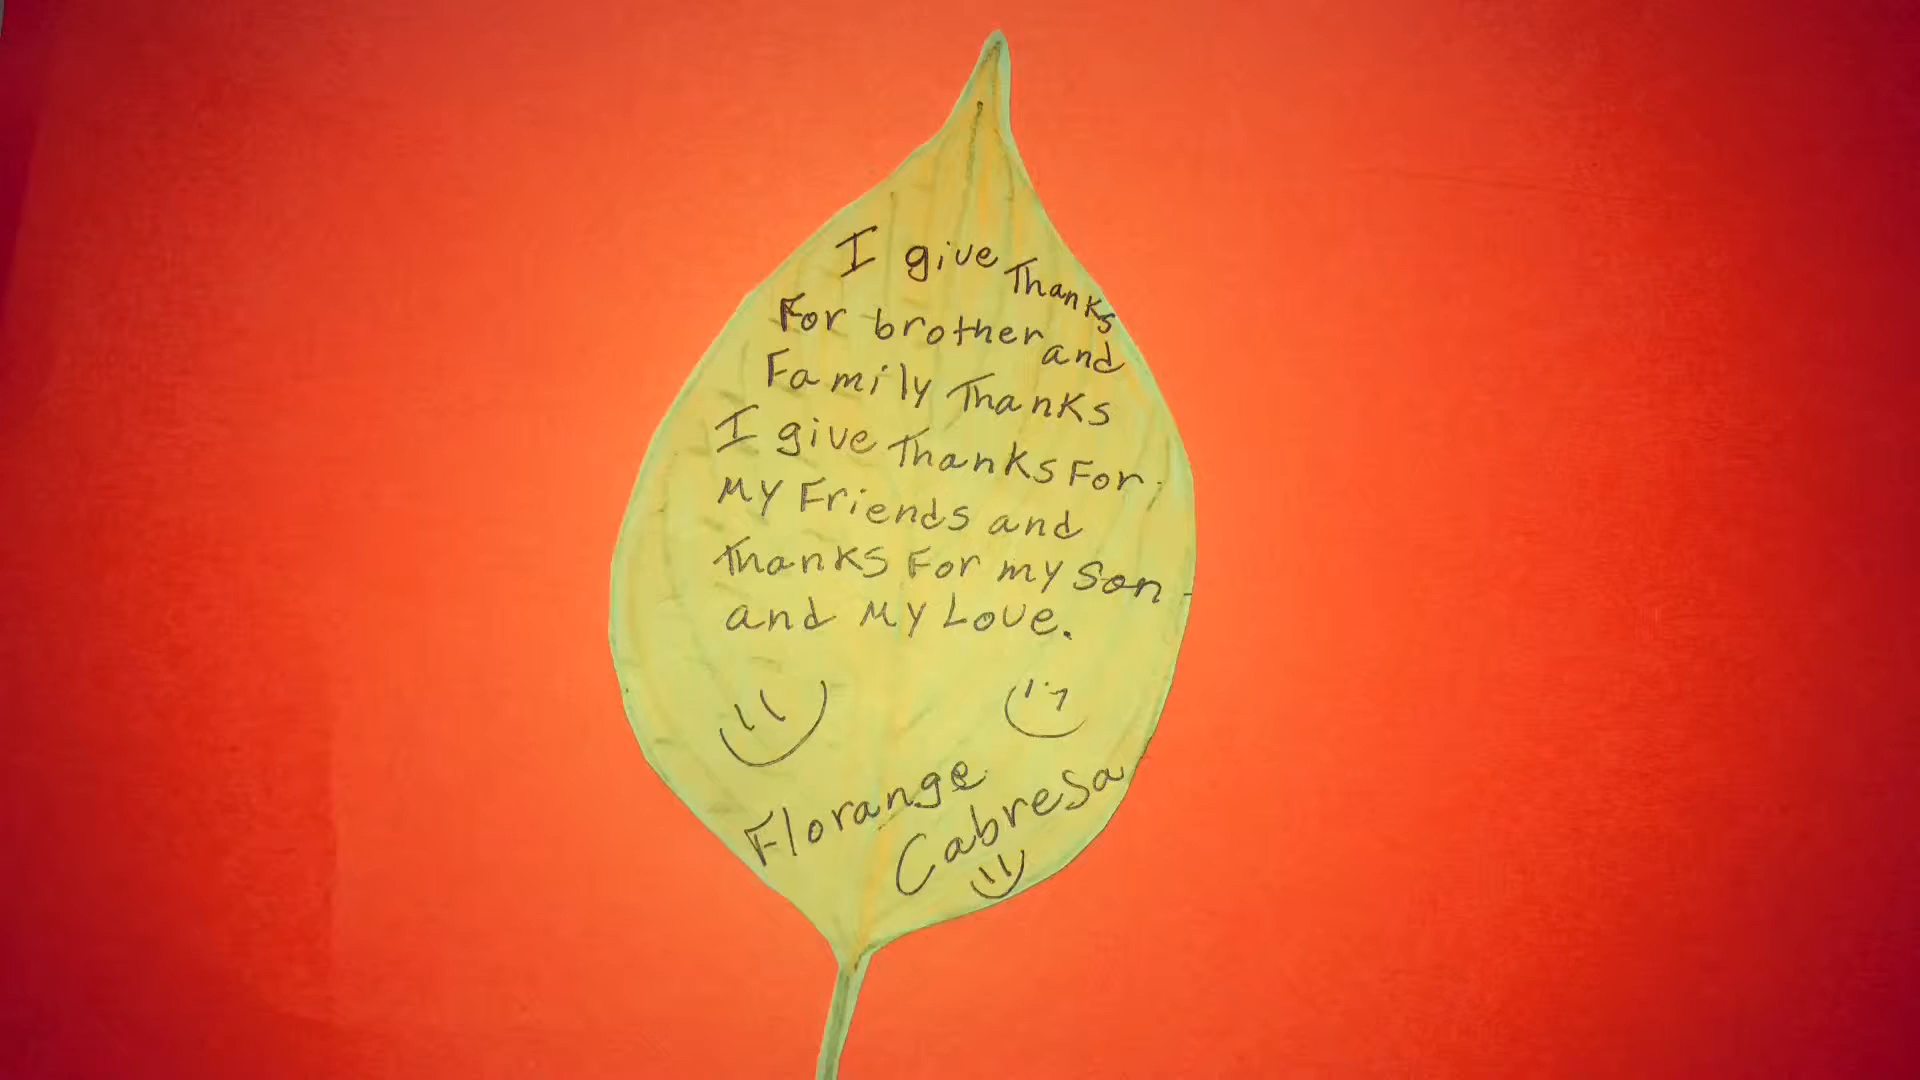 I give Thanks
For brother and
Family Thanks
I give Thanks For
My Friends and
Thanks For my Son
and My Love.
Florange
Cabresa